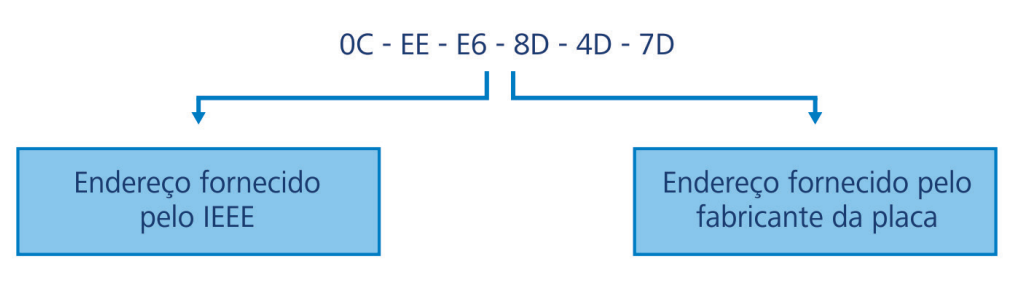 0C - EE - E6 - 8D - 4D - 7D
Endereço fornecido
pelo IEEE
Endereço fornecido pelo
fabricante da placa